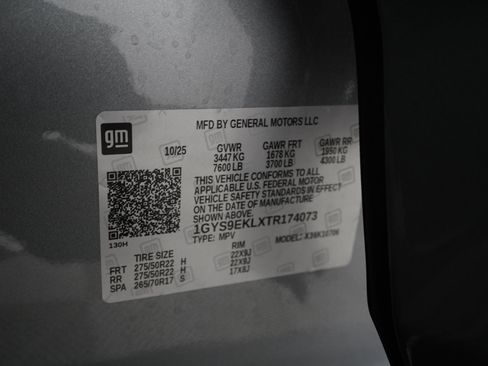 gm
MFD BY GENERAL MOTORS LLC
10/25 GVWR GAWR FRT GAWR RR
3447 KG 1678 KG 1950 KG
7600 LB 3700 LB 4300 LB
THIS VEHICLE CONFORMS TO ALL
APPLICABLE U.S. FEDERAL MOTOR
VEHICLE SAFETY STANDARDS IN EFFECT
ON THE DATE OF MANUFACTURE
1GYS9EKLXTR174073
130H TYPE: MPV MODEL:
TIRE SIZE RIM
FRT 275/50R22 H 22X9J
RR 275/50R22 H 22X9J
SPA 265/70R17 S 17X8J